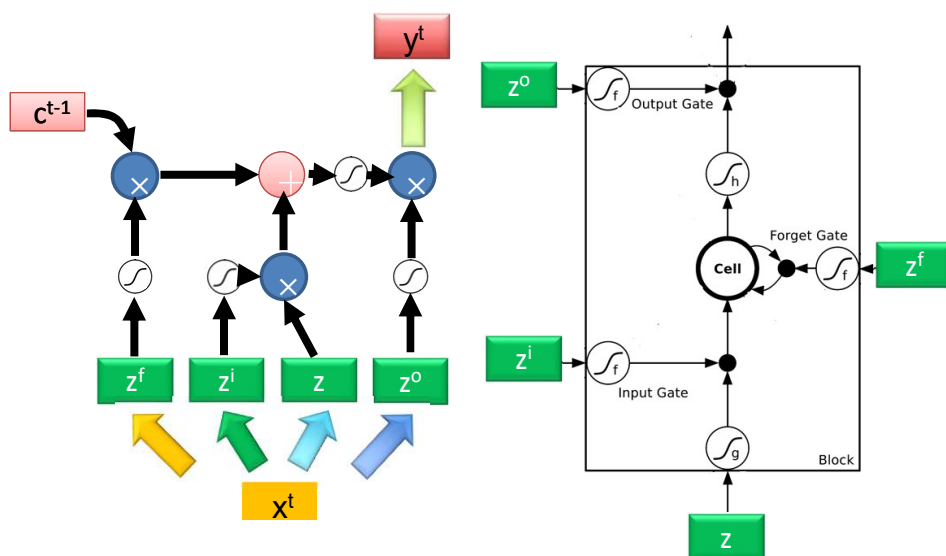 y^t
c^t-1
×
+
×
×
z^f
z^i
z
z^o
x^t
z^o
f
Output Gate
h
Forget Gate
Cell
f
z^f
z^i
f
Input Gate
g
Block
z